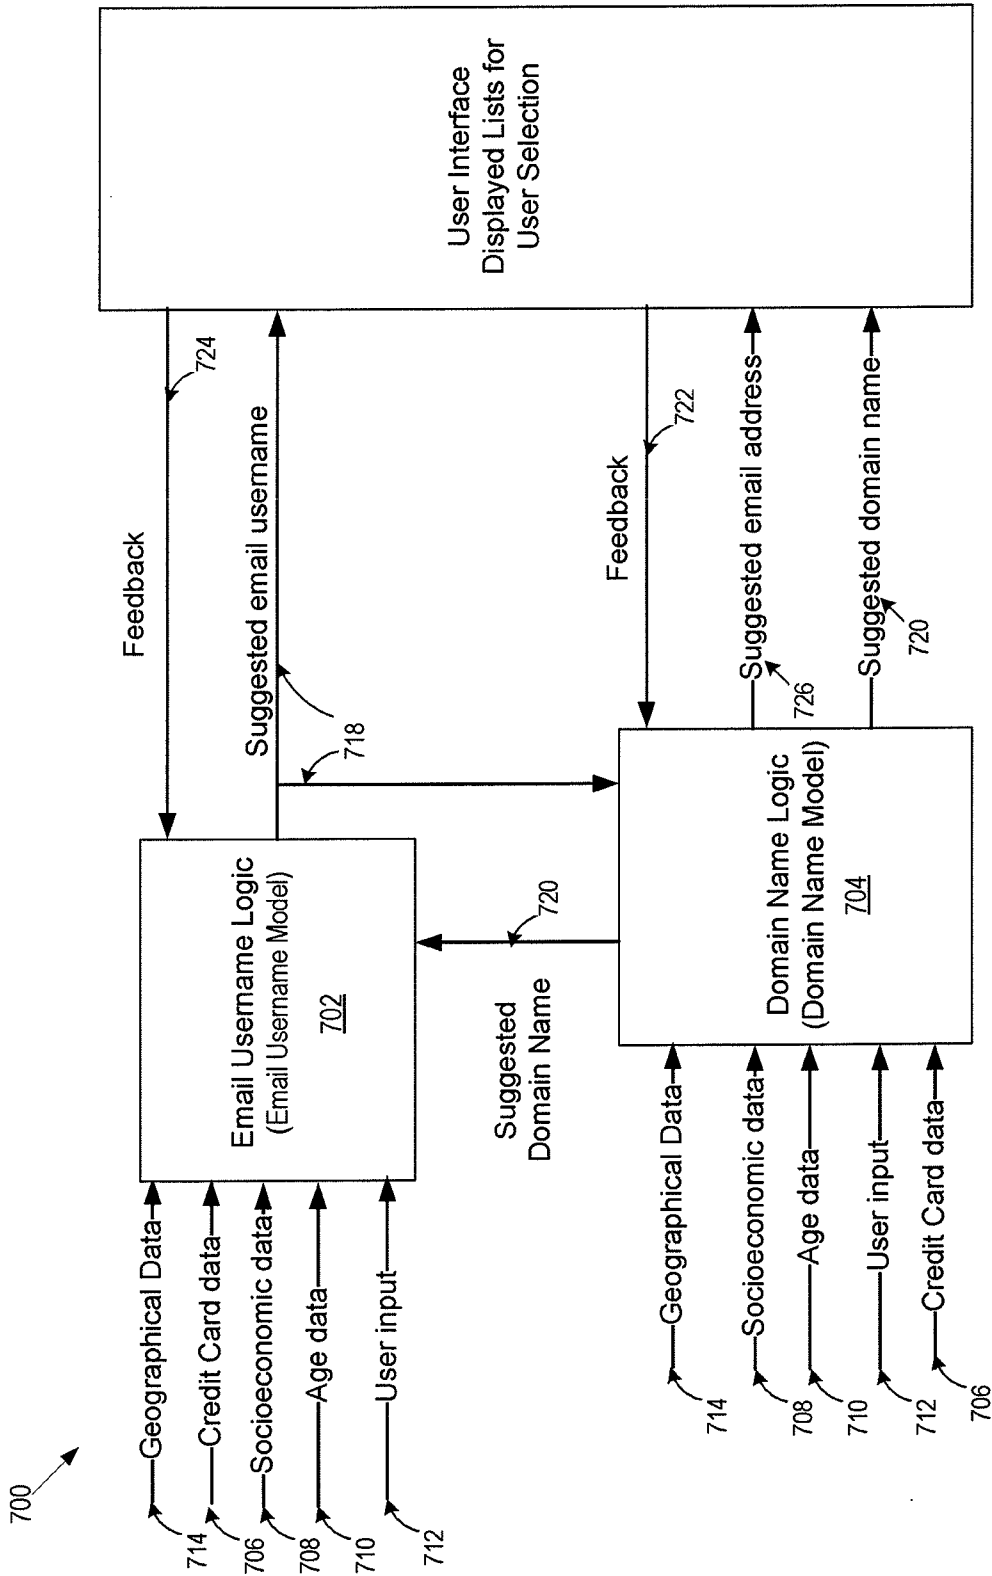 700
714
Geographical Data
706
Credit Card data
708
Socioeconomic data
710
Age data
712
User input
Email Username Logic
(Email Username Model)
702
Feedback
724
Suggested email username
718
Suggested
Domain Name
720
714
Geographical Data
708
Socioeconomic data
710
Age data
712
User input
706
Credit Card data
Domain Name Logic
(Domain Name Model)
704
Feedback
722
Suggested email address
726
Suggested domain name
720
User Interface
Displayed Lists for
User Selection